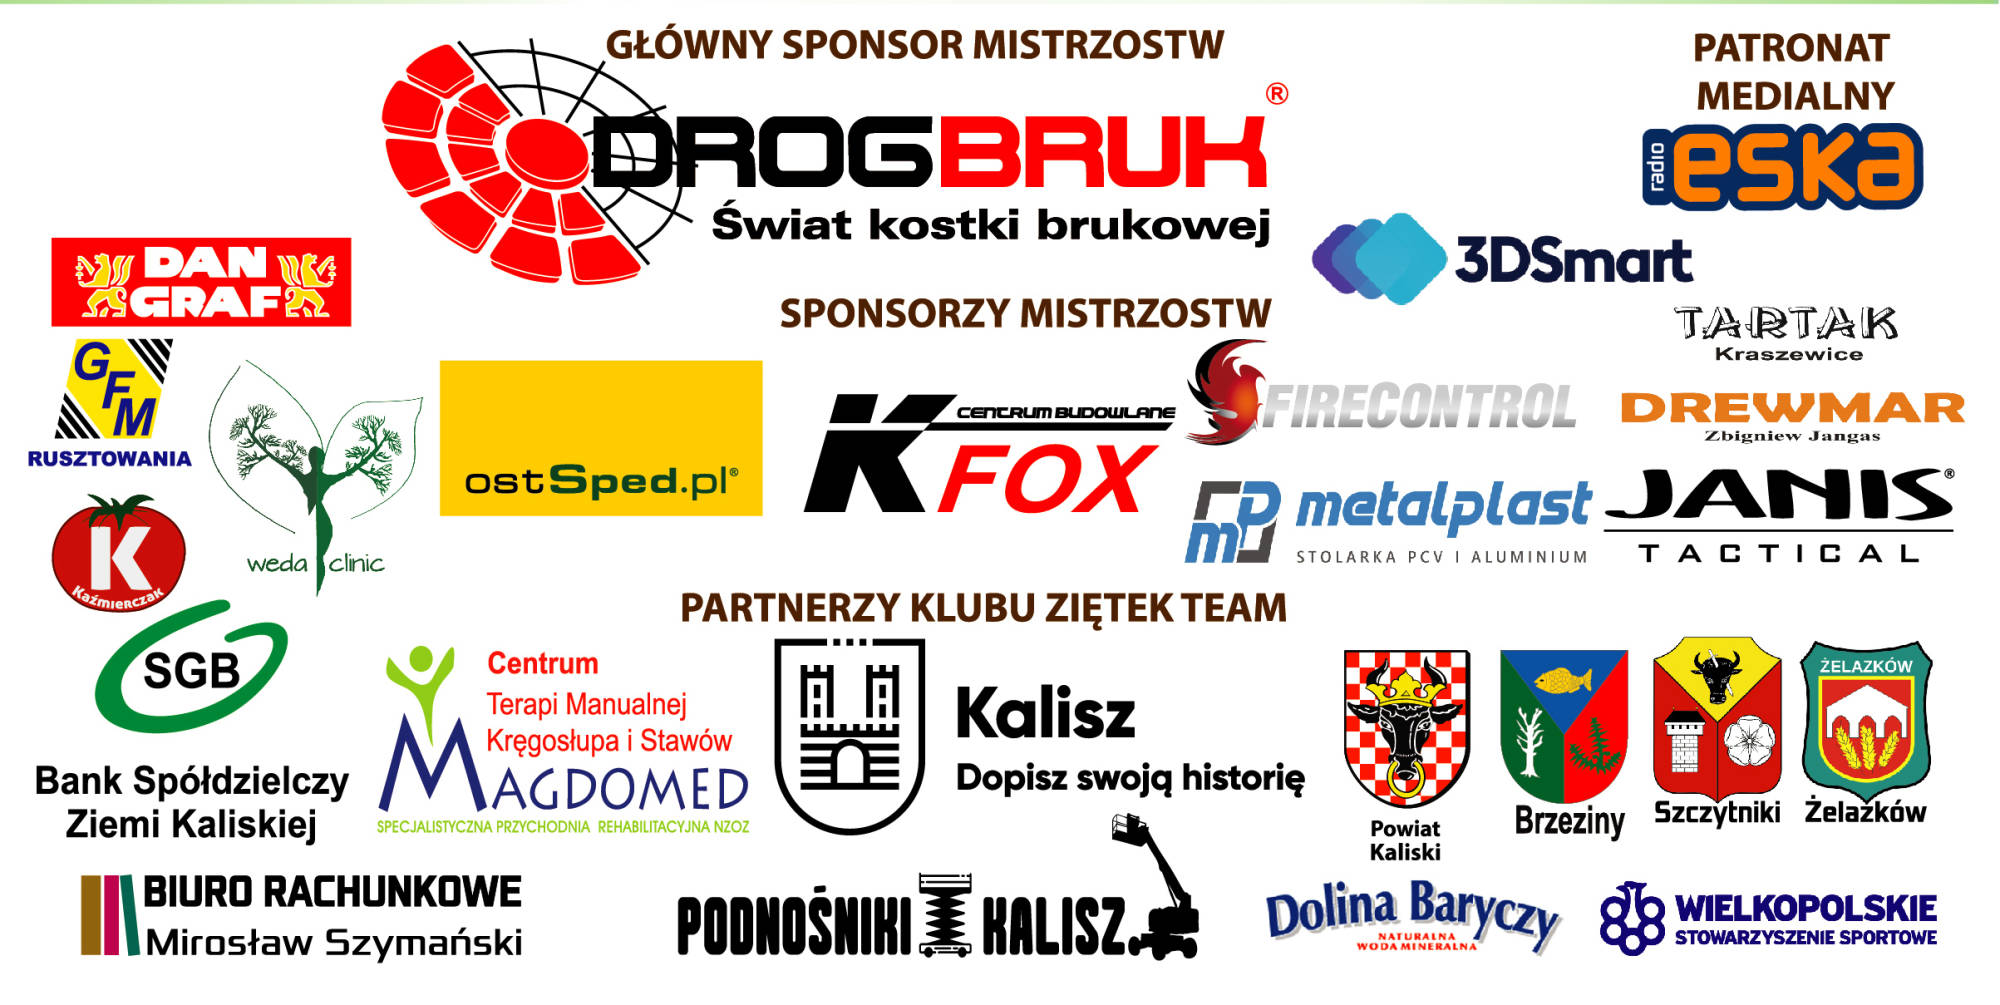 GŁÓWNY SPONSOR MISTRZOSTW
DROGBRUK®
Świat kostki brukowej
PATRONAT
MEDIALNY
radio eska
3DSmart
DAN
GRAF
SPONSORZY MISTRZOSTW
TARTAK
Kraszewice
GFM
RUSZTOWANIA
weda clinic
ostSped.pl®
K CENTRUM BUDOWLANE
FOX
FIRECONTROL
DREWMAR
Zbigniew Jangas
K
Kaźmierczak
mp metalplast
STOLARKA PCV I ALUMINIUM
JANIS®
TACTICAL
PARTNERZY KLUBU ZIĘTEK TEAM
SGB
Bank Spółdzielczy
Ziemi Kaliskiej
Centrum
Terapi Manualnej
Kręgosłupa i Stawów
MAGDOMED
SPECJALISTYCZNA PRZYCHODNIA REHABILITACYJNA NZOZ
Kalisz
Dopisz swoją historię
Powiat
Kaliski
Brzeziny
Szczytniki
ŻELAZKÓW
Żelazków
BIURO RACHUNKOWE
Mirosław Szymański
PODNOŚNIKI KALISZ
Dolina Baryczy
NATURALNA
WODA MINERALNA
WIELKOPOLSKIE
STOWARZYSZENIE SPORTOWE